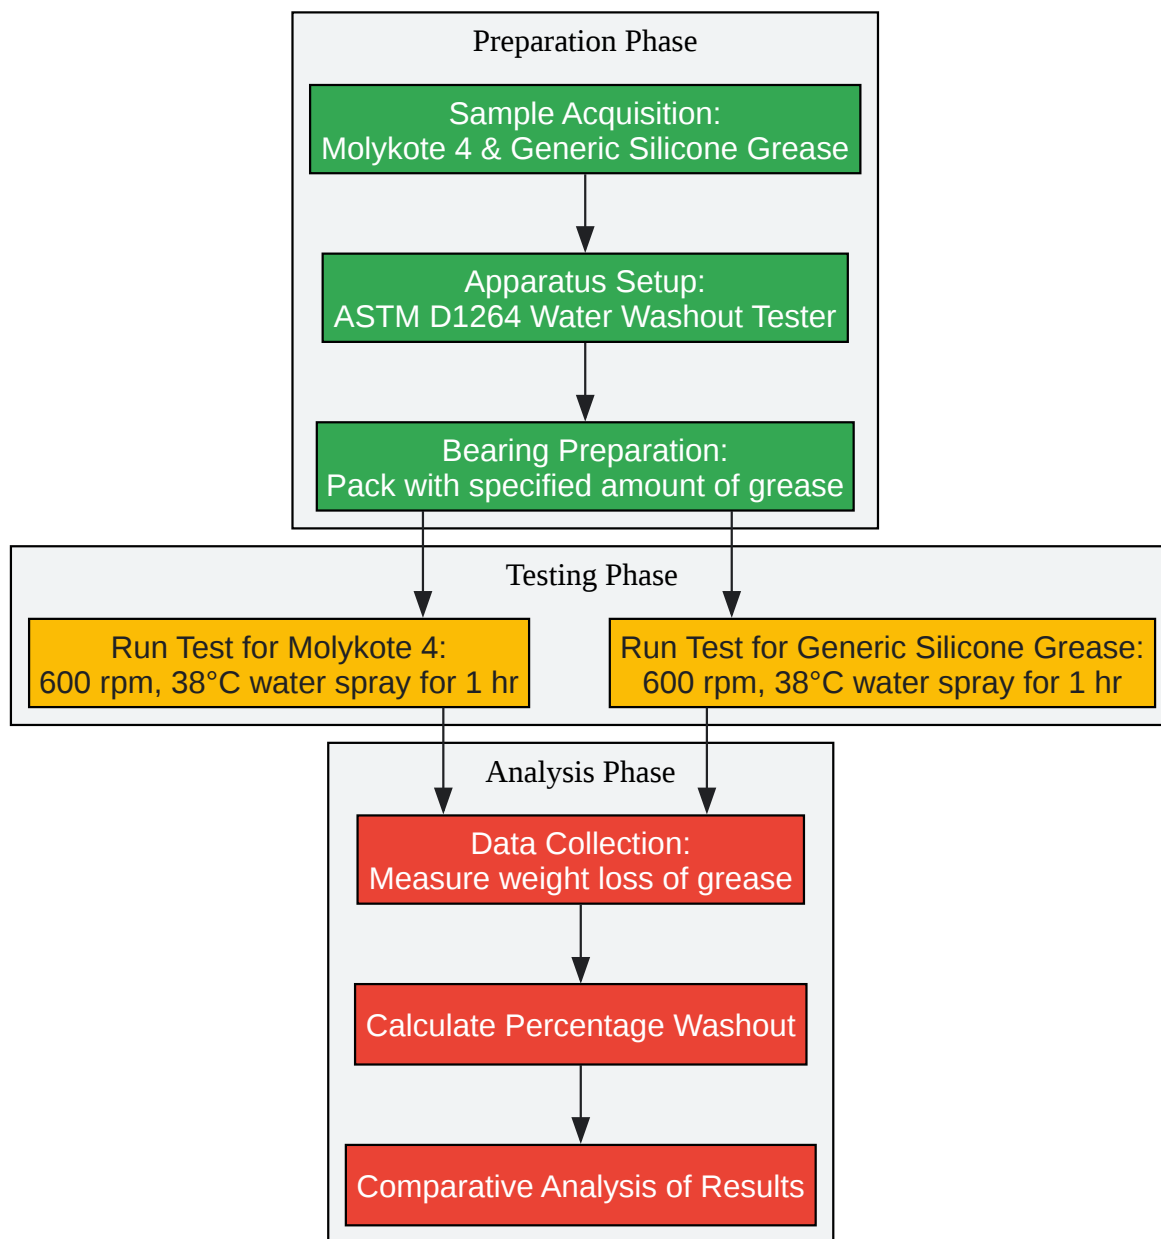 Preparation Phase
Sample Acquisition:
Molykote 4 & Generic Silicone Grease
Apparatus Setup:
ASTM D1264 Water Washout Tester
Bearing Preparation:
Pack with specified amount of grease
Testing Phase
Run Test for Molykote 4:
600 rpm, 38°C water spray for 1 hr
Run Test for Generic Silicone Grease:
600 rpm, 38°C water spray for 1 hr
Analysis Phase
Data Collection:
Measure weight loss of grease
Calculate Percentage Washout
Comparative Analysis of Results